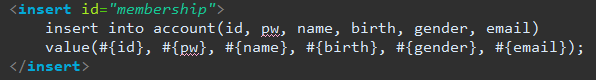 <insert id="membership">
insert into account(id, pw, name, birth, gender, email)
value(#{id}, #{pw}, #{name}, #{birth}, #{gender}, #{email});
</insert>